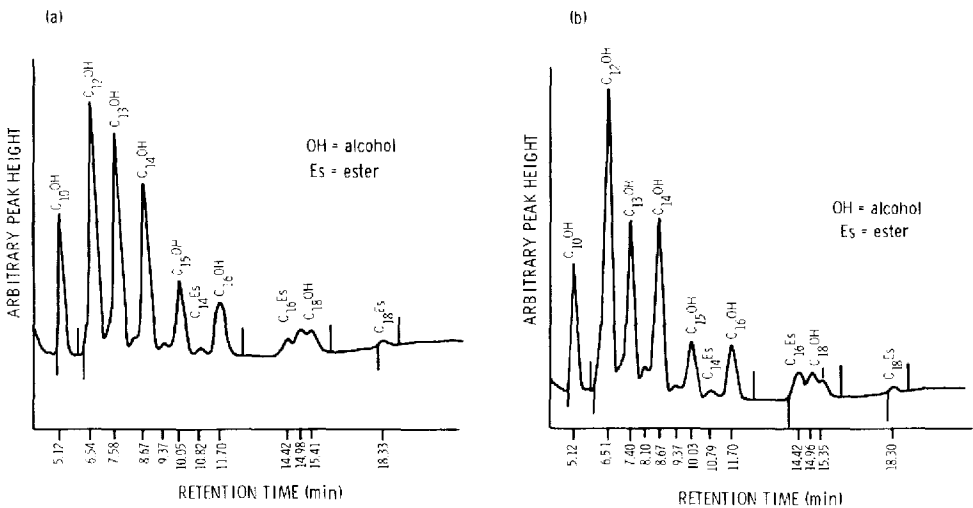 (a)
ARBITRARY PEAK HEIGHT
C10OH
C12OH
C13OH
C14OH
C15OH
C14Es
C16OH
C16Es
C18OH
C18Es
OH = alcohol
Es = ester
5.12
6.54
7.58
8.67
9.37
10.05
10.82
11.70
14.42
14.98
15.41
18.33
RETENTION TIME (min)
(b)
ARBITRARY PEAK HEIGHT
C10OH
C12OH
C13OH
C14OH
C15OH
C14Es
C16OH
C16Es
C18OH
C18Es
OH = alcohol
Es = ester
5.12
6.51
7.40
8.10
8.67
9.37
10.03
10.79
11.70
14.42
14.96
15.35
18.30
RETENTION TIME (min)